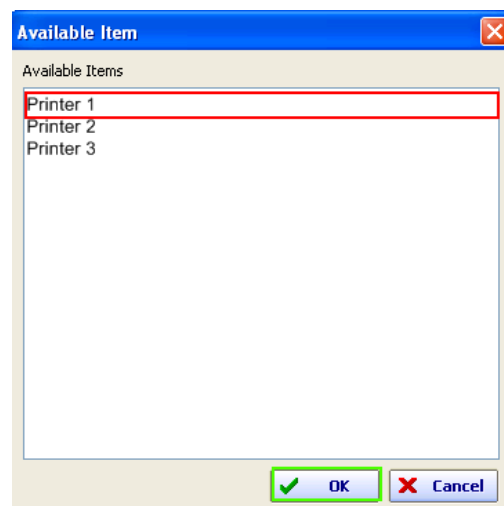 Available Item
Available Items
Printer 1
Printer 2
Printer 3
OK
Cancel